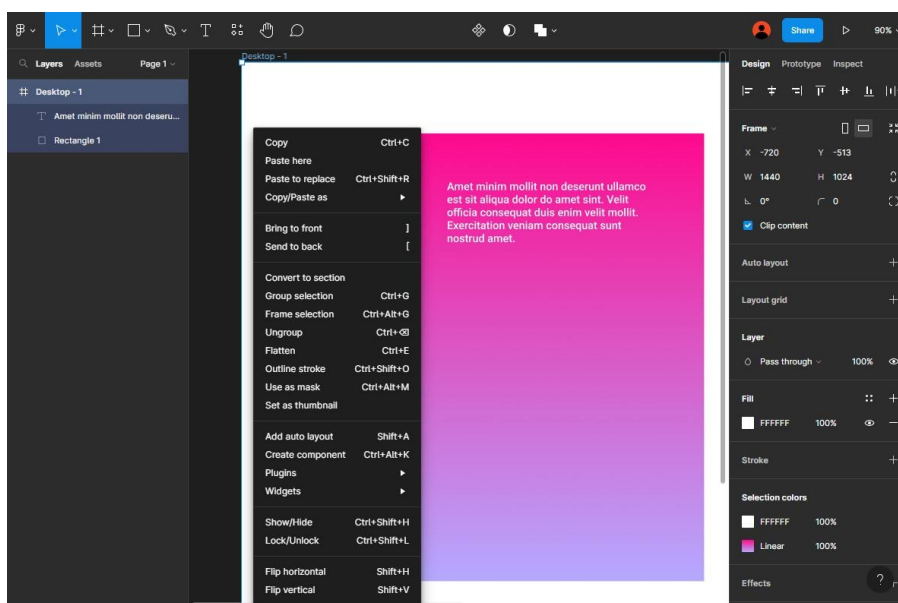 Share
90%
Layers Assets Page 1
Desktop - 1
Amet minim mollit non deseru...
Rectangle 1
Desktop - 1
Copy Ctrl+C
Paste here
Paste to replace Ctrl+Shift+R
Copy/Paste as
Bring to front ]
Send to back [
Convert to section
Group selection Ctrl+G
Frame selection Ctrl+Alt+G
Ungroup Ctrl+⌫
Flatten Ctrl+E
Outline stroke Ctrl+Shift+O
Use as mask Ctrl+Alt+M
Set as thumbnail
Add auto layout Shift+A
Create component Ctrl+Alt+K
Plugins
Widgets
Show/Hide Ctrl+Shift+H
Lock/Unlock Ctrl+Shift+L
Flip horizontal Shift+H
Flip vertical Shift+V
Amet minim mollit non deserunt ullamco
est sit aliqua dolor do amet sint. Velit
officia consequat duis enim velit mollit.
Exercitation veniam consequat sunt
nostrud amet.
Design Prototype Inspect
Frame
X -720 Y -513
W 1440 H 1024
0° 0
Clip content
Auto layout
Layout grid
Layer
Pass through 100%
Fill
FFFFFF 100%
Stroke
Selection colors
FFFFFF 100%
Linear 100%
Effects
?